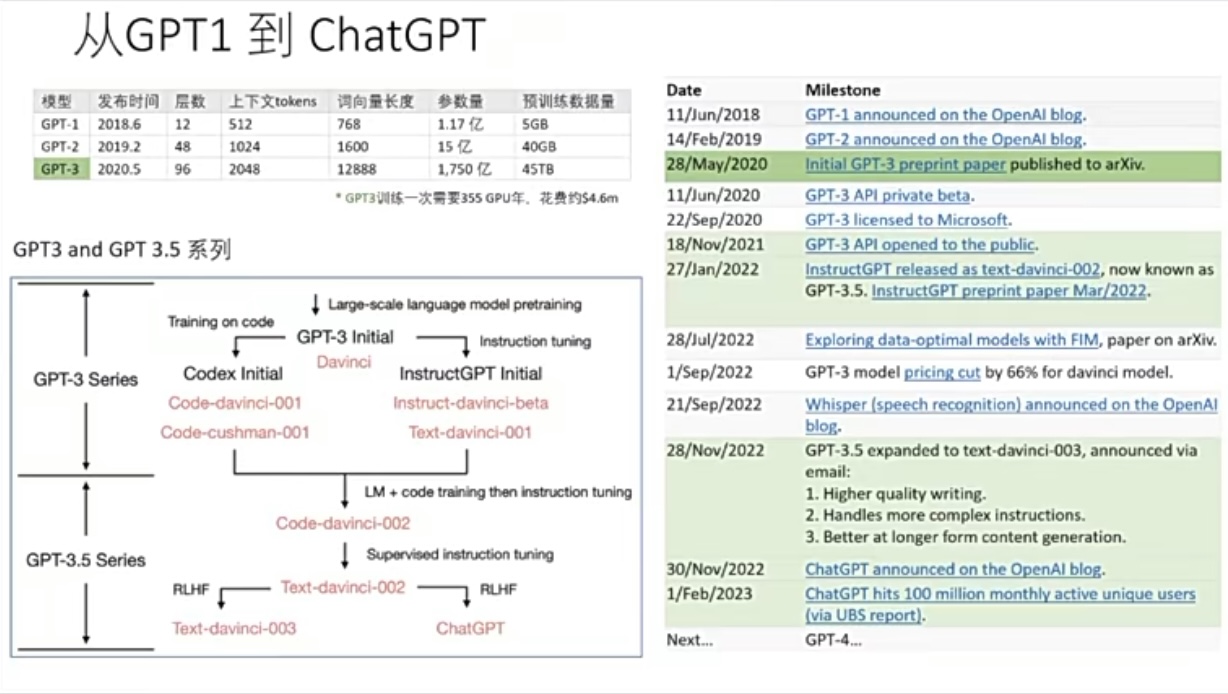 从GPT1 到 ChatGPT
模型 发布时间 层数 上下文tokens 词向量长度 参数量 预训练数据量
GPT-1 2018.6 12 512 768 1.17 亿 5GB
GPT-2 2019.2 48 1024 1600 15 亿 40GB
GPT-3 2020.5 96 2048 12888 1,750 亿 45TB
* GPT3训练一次需要355 GPU年，花费约$4.6m
GPT3 and GPT 3.5 系列
Large-scale language model pretraining
Training on code
GPT-3 Initial
Instruction tuning
Davinci
GPT-3 Series
Codex Initial
InstructGPT Initial
Code-davinci-001
Instruct-davinci-beta
Code-cushman-001
Text-davinci-001
LM + code training then instruction tuning
Code-davinci-002
GPT-3.5 Series
Supervised instruction tuning
RLHF
Text-davinci-002
RLHF
Text-davinci-003
ChatGPT
Date Milestone
11/Jun/2018 GPT-1 announced on the OpenAI blog.
14/Feb/2019 GPT-2 announced on the OpenAI blog.
28/May/2020 Initial GPT-3 preprint paper published to arXiv.
11/Jun/2020 GPT-3 API private beta.
22/Sep/2020 GPT-3 licensed to Microsoft.
18/Nov/2021 GPT-3 API opened to the public.
27/Jan/2022 InstructGPT released as text-davinci-002, now known as
GPT-3.5. InstructGPT preprint paper Mar/2022.
28/Jul/2022 Exploring data-optimal models with FIM, paper on arXiv.
1/Sep/2022 GPT-3 model pricing cut by 66% for davinci model.
21/Sep/2022 Whisper (speech recognition) announced on the OpenAI
blog.
28/Nov/2022 GPT-3.5 expanded to text-davinci-003, announced via
email:
1. Higher quality writing.
2. Handles more complex instructions.
3. Better at longer form content generation.
30/Nov/2022 ChatGPT announced on the OpenAI blog.
1/Feb/2023 ChatGPT hits 100 million monthly active unique users
(via UBS report).
Next... GPT-4...